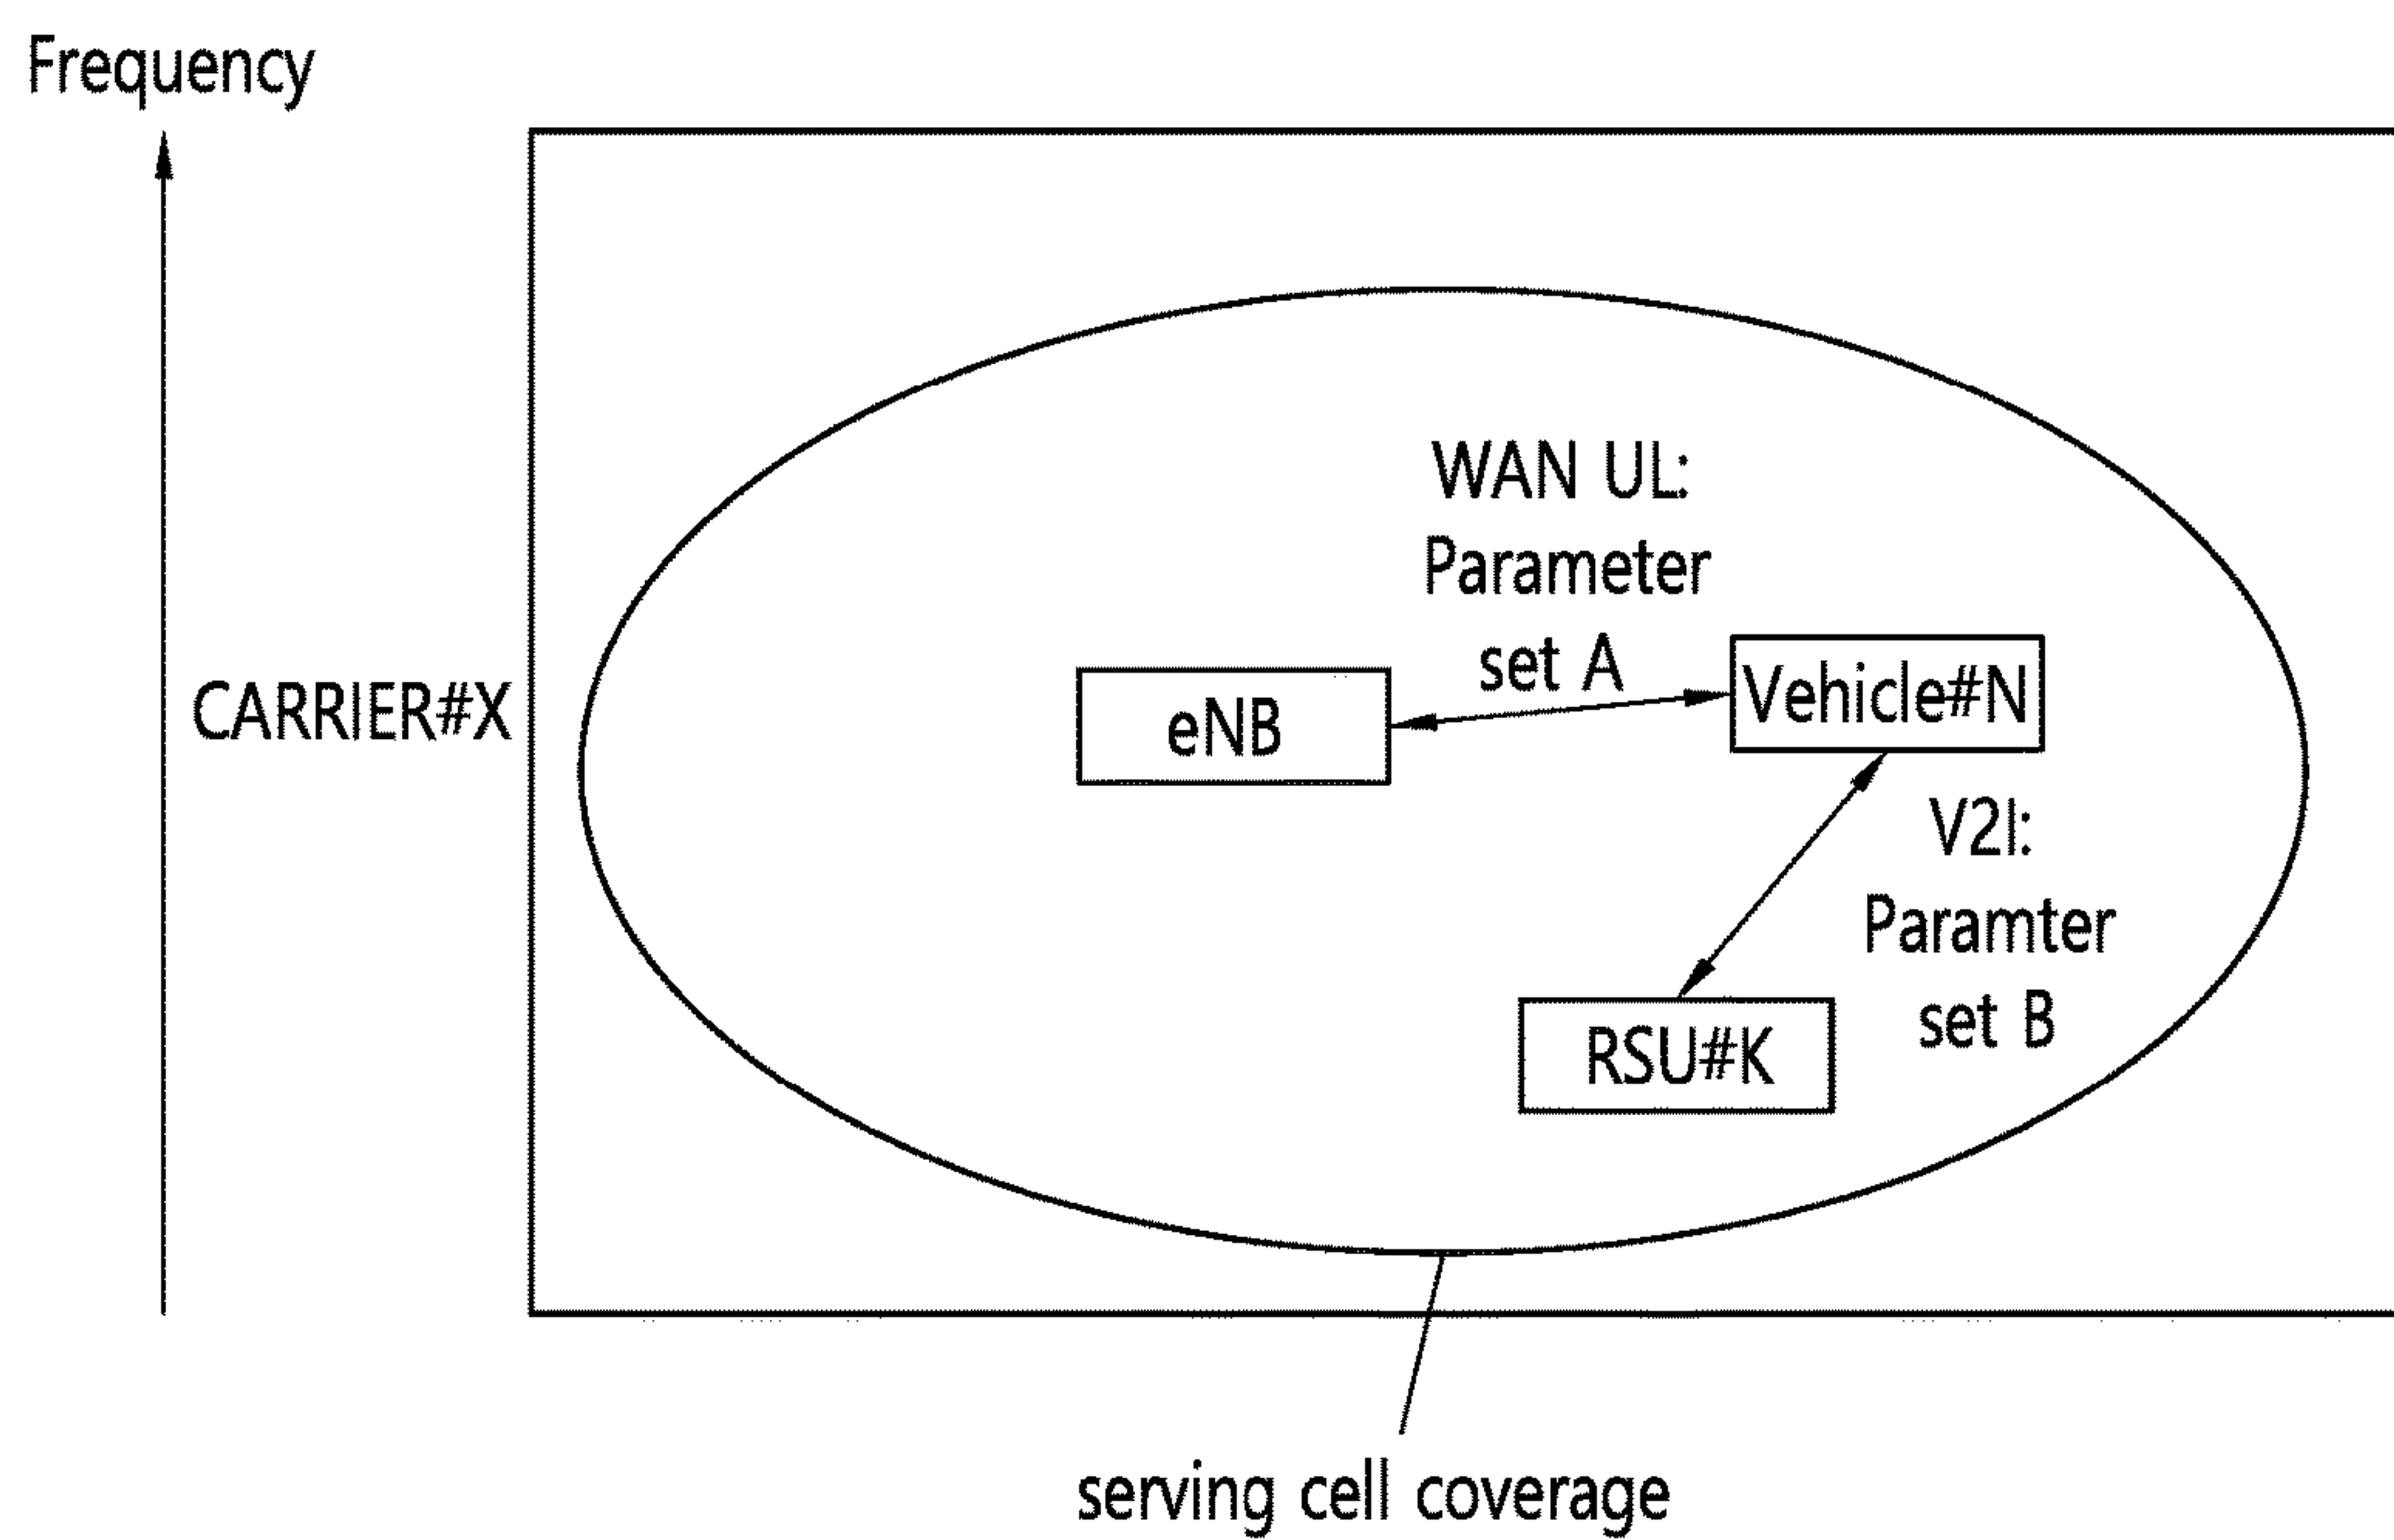 Frequency
WAN UL:
Parameter
set A
CARRIER#X
eNB
Vehicle#N
V2I:
Paramter
set B
RSU#K
serving cell coverage